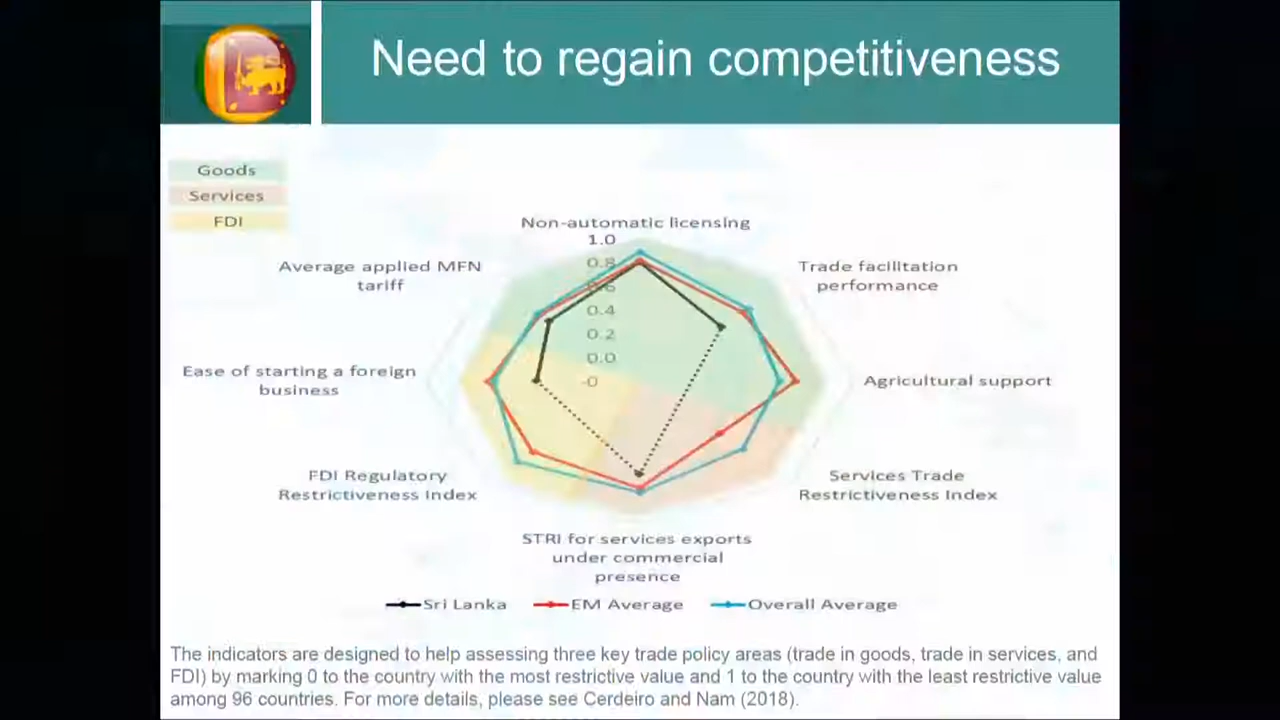 Need to regain competitiveness
Goods
Services
FDI
Non-automatic licensing
1.0
0.8
0.6
0.4
0.2
0.0
-0
Average applied MFN
tariff
Trade facilitation
performance
Ease of starting a foreign
business
Agricultural support
FDI Regulatory
Restrictiveness Index
Services Trade
Restrictiveness Index
STRI for services exports
under commercial
presence
Sri Lanka EM Average Overall Average
The indicators are designed to help assessing three key trade policy areas (trade in goods, trade in services, and
FDI) by marking 0 to the country with the most restrictive value and 1 to the country with the least restrictive value
among 96 countries. For more details, please see Cerdeiro and Nam (2018).